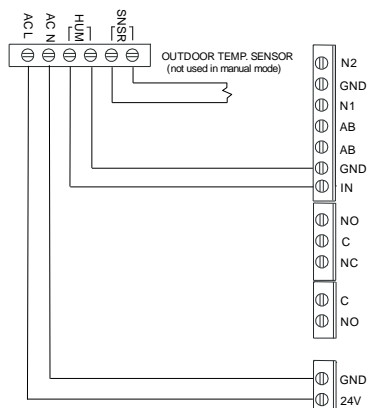 AC L
AC N
HUM
SNSR
OUTDOOR TEMP. SENSOR
(not used in manual mode)
N2
GND
N1
AB
AB
GND
IN
NO
C
NC
C
NO
GND
24V